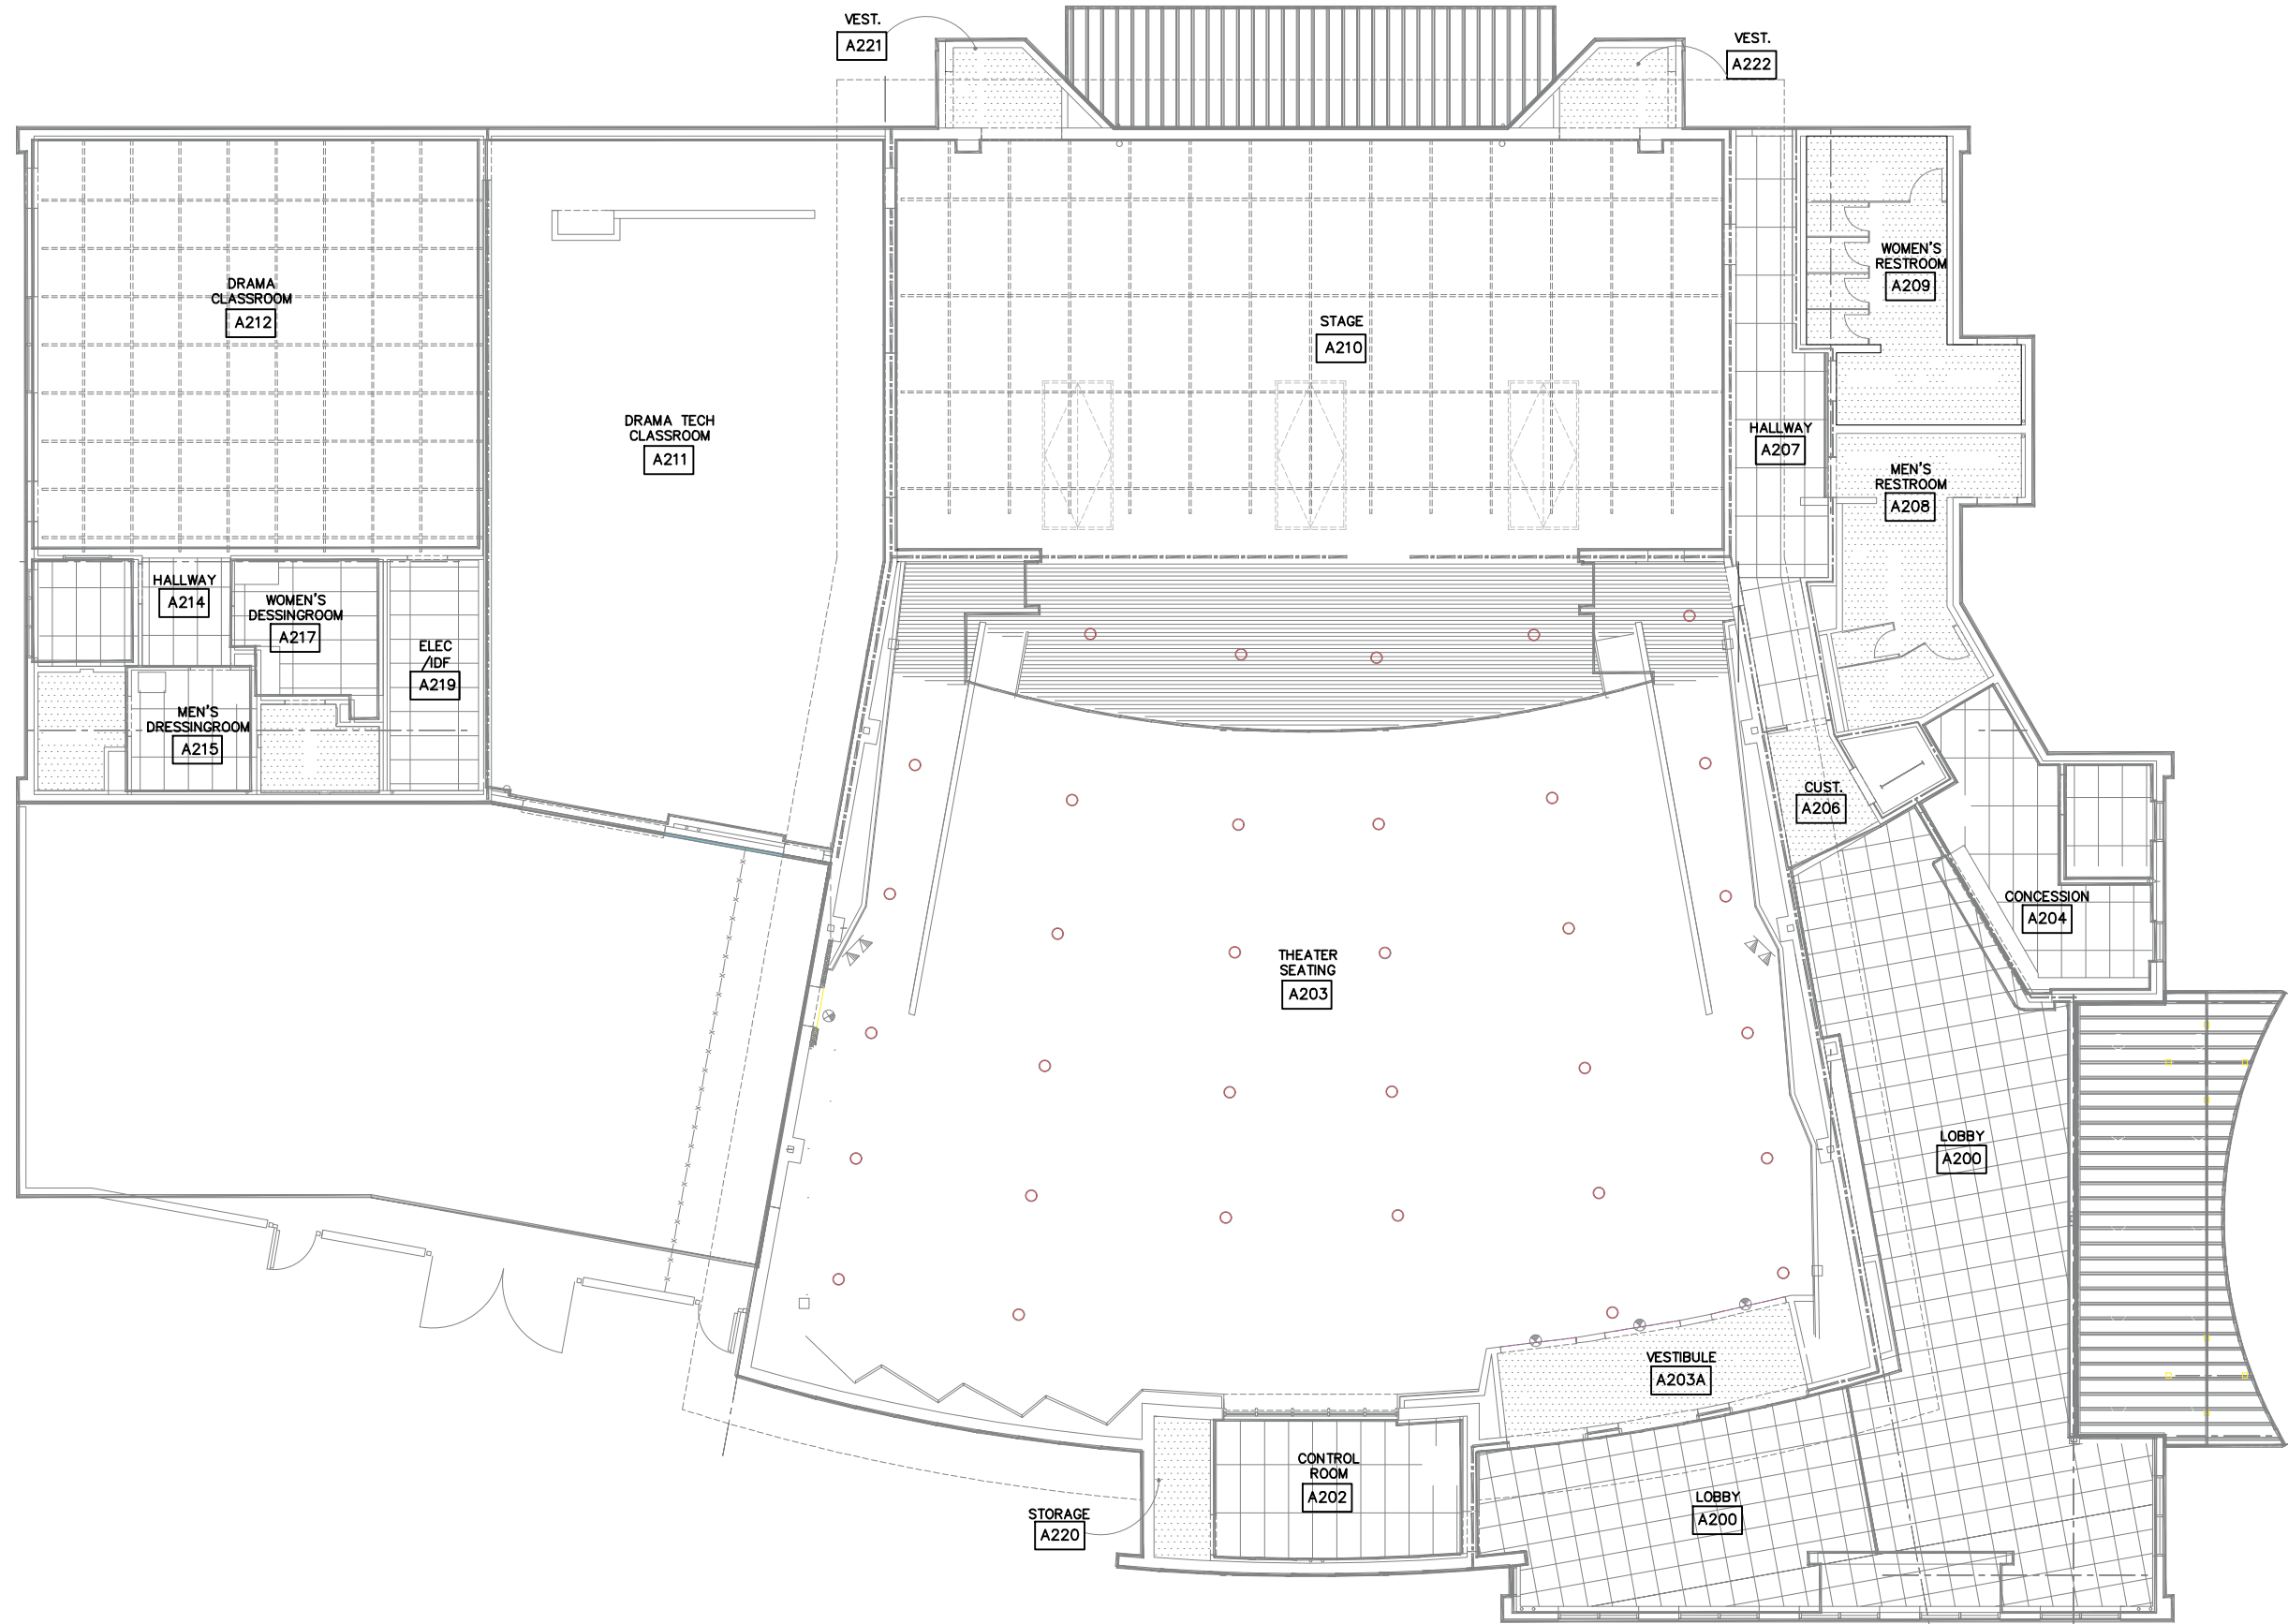 VEST.
A221
VEST.
A222
WOMEN'S
RESTROOM
A209
DRAMA
CLASSROOM
A212
STAGE
A210
DRAMA TECH
CLASSROOM
A211
HALLWAY
A207
MEN'S
RESTROOM
A208
HALLWAY
A214
WOMEN'S
DESSINGROOM
A217
ELEC
/IDF
A219
MEN'S
DRESSINGROOM
A215
CUST.
A206
CONCESSION
A204
THEATER
SEATING
A203
LOBBY
A200
VESTIBULE
A203A
CONTROL
ROOM
A202
LOBBY
A200
STORAGE
A220